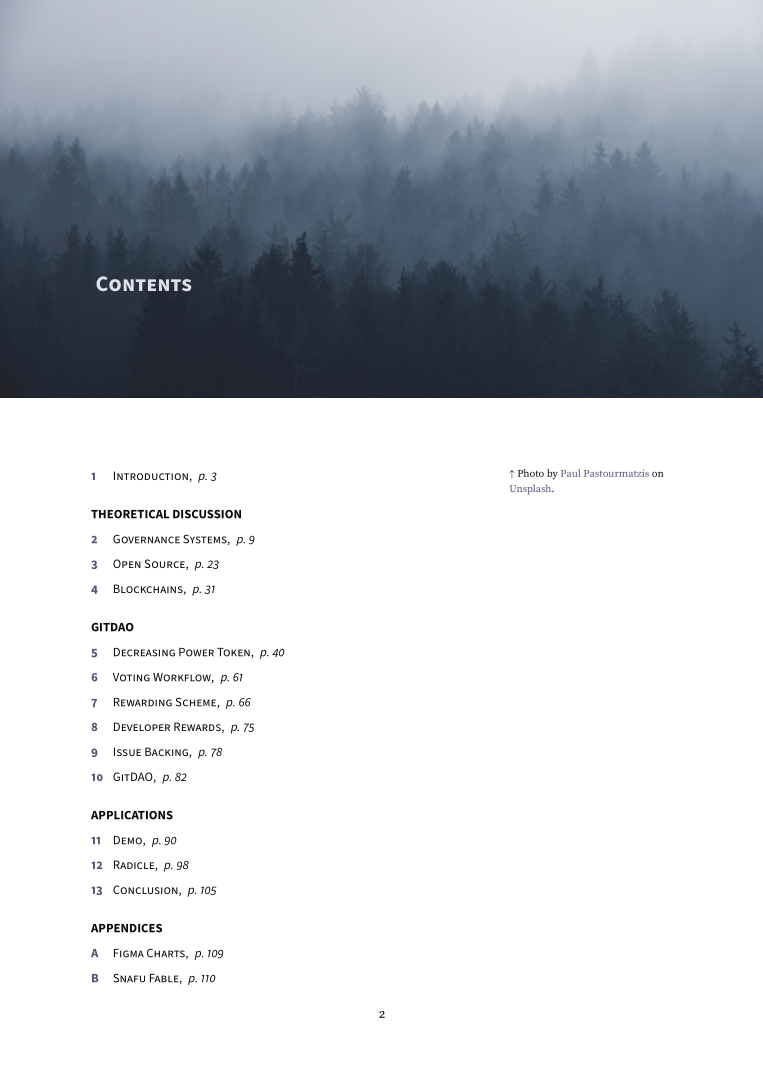 Contents
1 Introduction, p. 3
↑ Photo by Paul Pastourmatzis on
Unsplash.
THEORETICAL DISCUSSION
2 Governance Systems, p. 9
3 Open Source, p. 23
4 Blockchains, p. 31
GITDAO
5 Decreasing Power Token, p. 40
6 Voting Workflow, p. 61
7 Rewarding Scheme, p. 66
8 Developer Rewards, p. 75
9 Issue Backing, p. 78
10 GitDAO, p. 82
APPLICATIONS
11 Demo, p. 90
12 Radicle, p. 98
13 Conclusion, p. 105
APPENDICES
A Figma Charts, p. 109
B Snafu Fable, p. 110
2